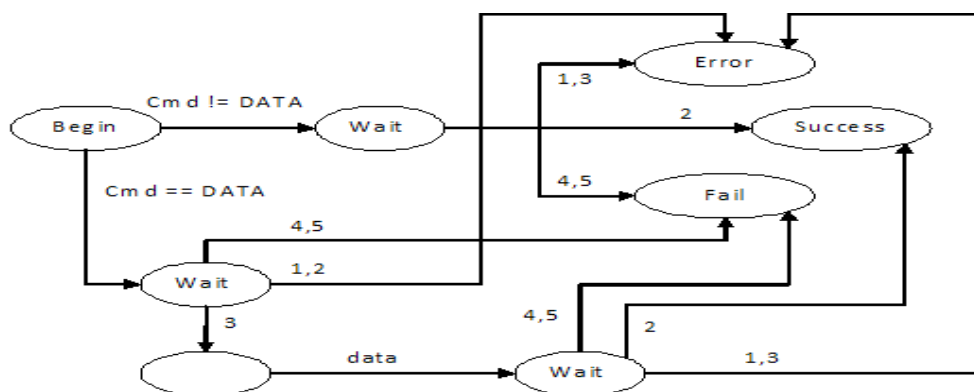 Error
1,3
Cmd != DATA
Begin
Wait
2
Success
Cmd == DATA
4,5
Fail
4,5
1,2
Wait
3
4,5
2
data
Wait
1,3